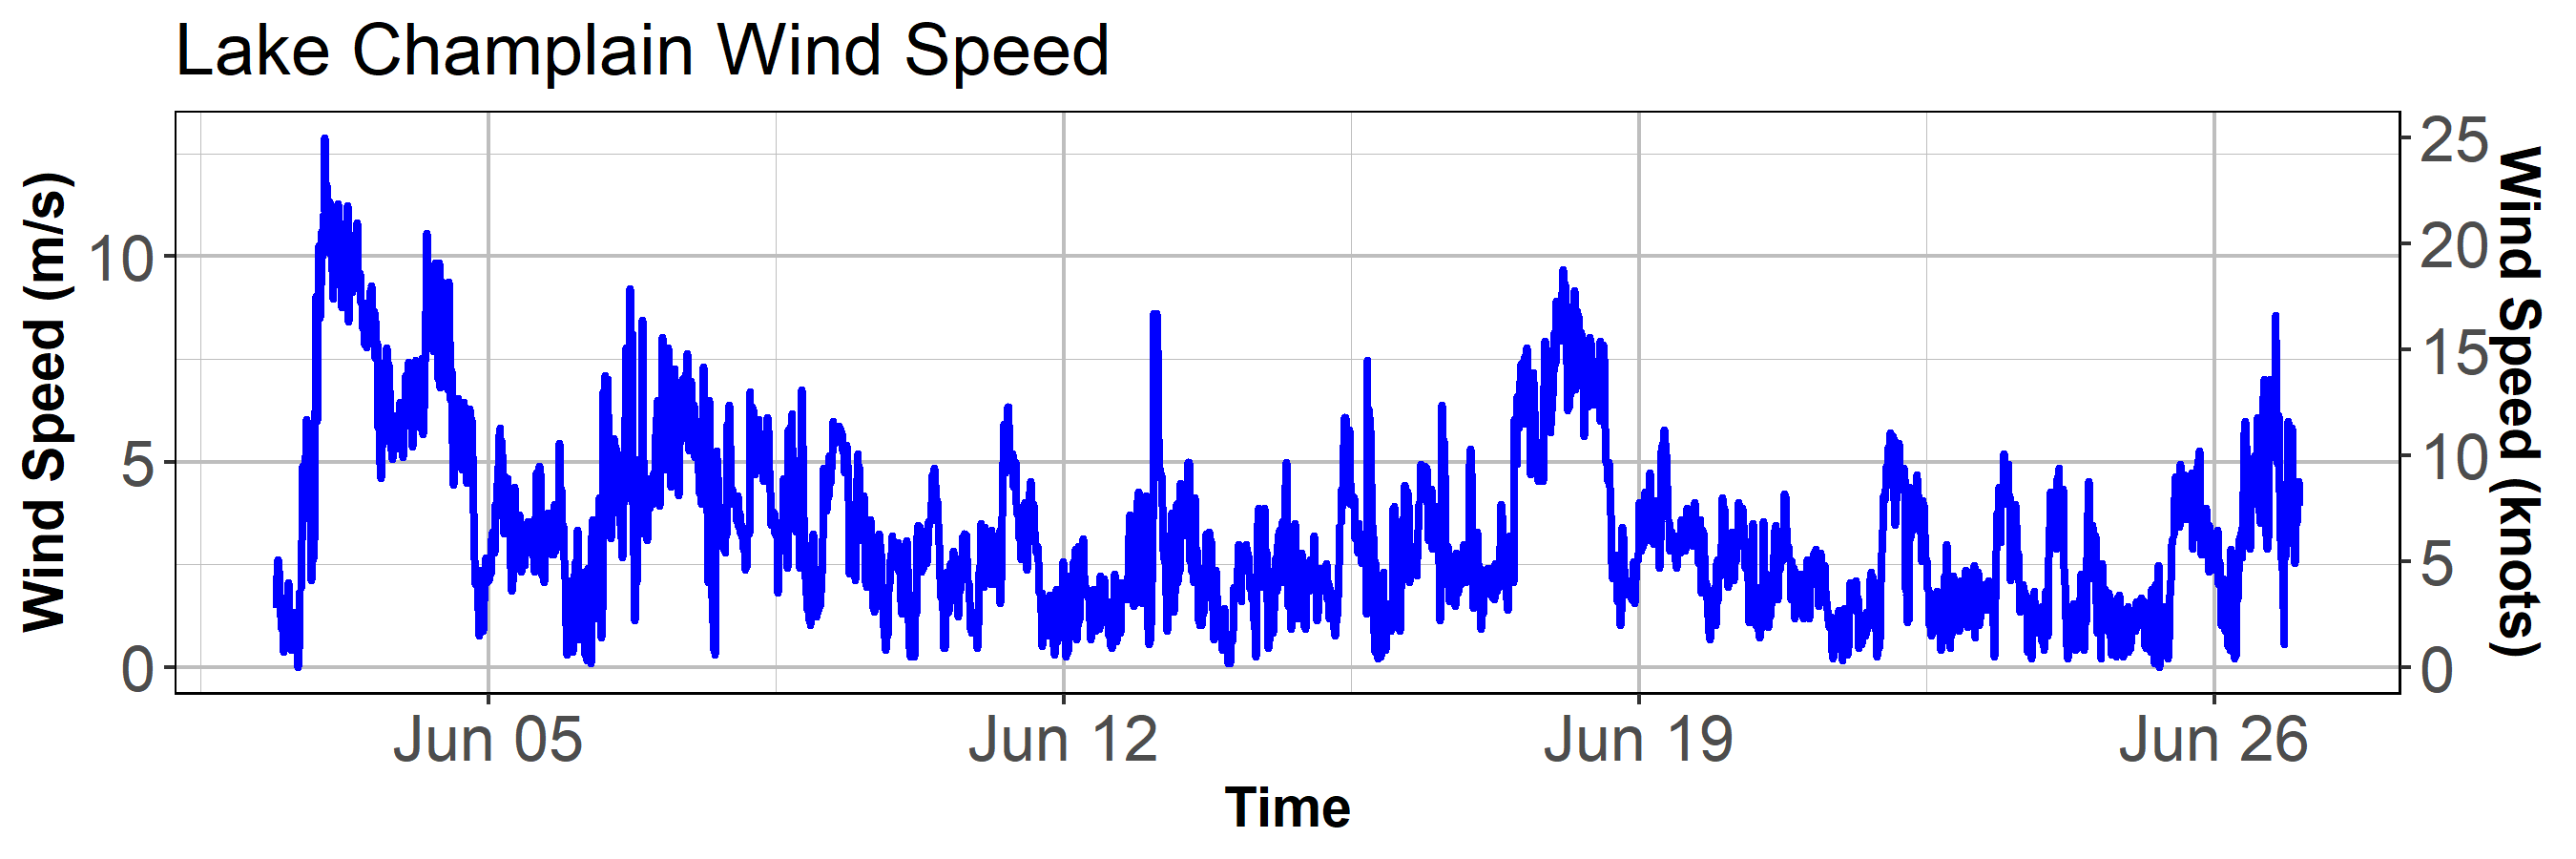 Lake Champlain Wind Speed
Wind Speed (m/s)
10
5
0
25
20
15
10
5
0
Wind Speed (knots)
Jun 05
Jun 12
Jun 19
Jun 26
Time